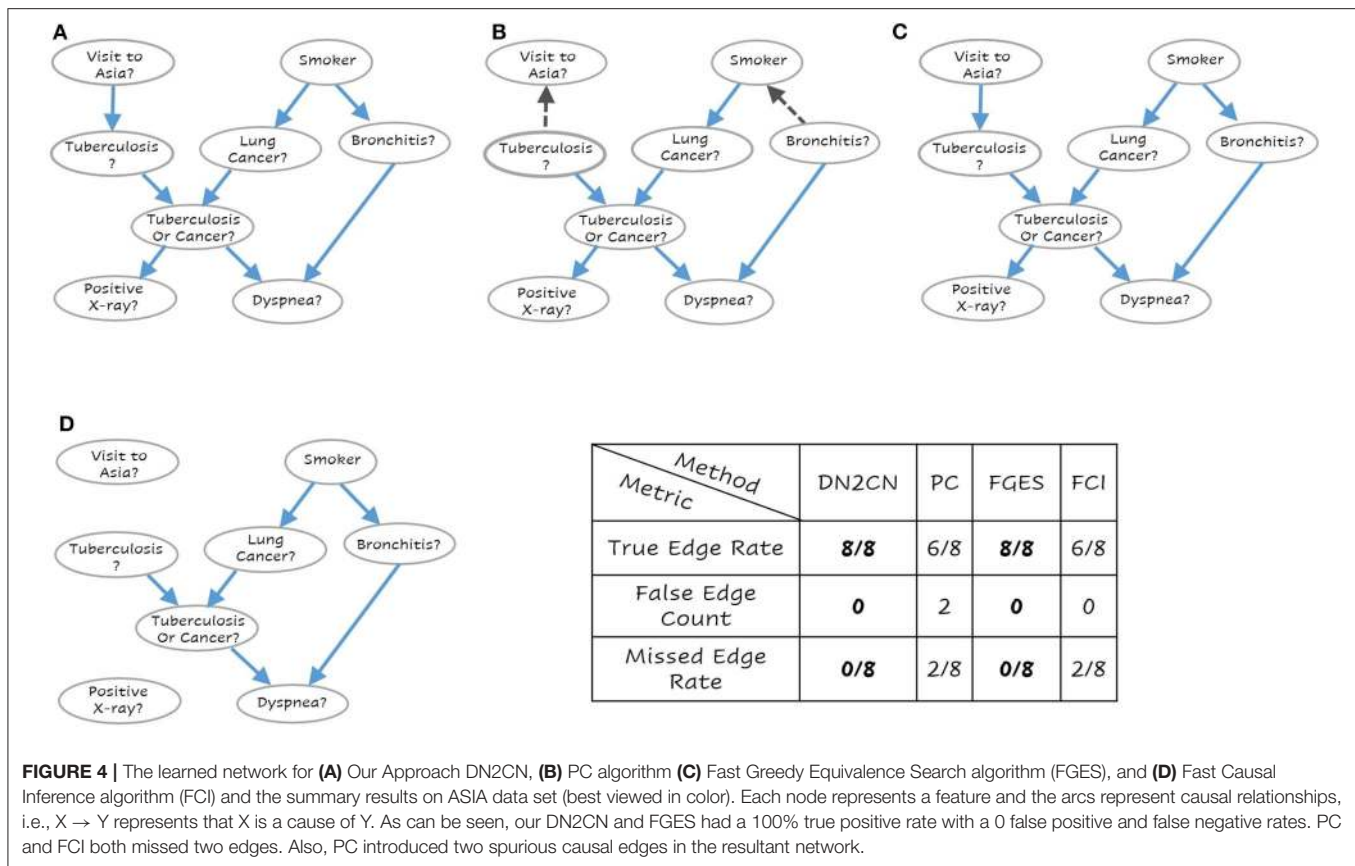 A
Visit to
Asia?
Smoker
Tuberculosis
?
Lung
Cancer?
Bronchitis?
Tuberculosis
Or Cancer?
Positive
X-ray?
Dyspnea?
B
Visit to
Asia?
Smoker
Tuberculosis
?
Lung
Cancer?
Bronchitis?
Tuberculosis
Or Cancer?
Positive
X-ray?
Dyspnea?
C
Visit to
Asia?
Smoker
Tuberculosis
?
Lung
Cancer?
Bronchitis?
Tuberculosis
Or Cancer?
Positive
X-ray?
Dyspnea?
D
Visit to
Asia?
Smoker
Tuberculosis
?
Lung
Cancer?
Bronchitis?
Tuberculosis
Or Cancer?
Positive
X-ray?
Dyspnea?
Method
Metric
DN2CN PC FGES FCI
True Edge Rate 8/8 6/8 8/8 6/8
False Edge
Count 0 2 0 0
Missed Edge
Rate 0/8 2/8 0/8 2/8
FIGURE 4 | The learned network for (A) Our Approach DN2CN, (B) PC algorithm (C) Fast Greedy Equivalence Search algorithm (FGES), and (D) Fast Causal
Inference algorithm (FCI) and the summary results on ASIA data set (best viewed in color). Each node represents a feature and the arcs represent causal relationships,
i.e., X → Y represents that X is a cause of Y. As can be seen, our DN2CN and FGES had a 100% true positive rate with a 0 false positive and false negative rates. PC
and FCI both missed two edges. Also, PC introduced two spurious causal edges in the resultant network.